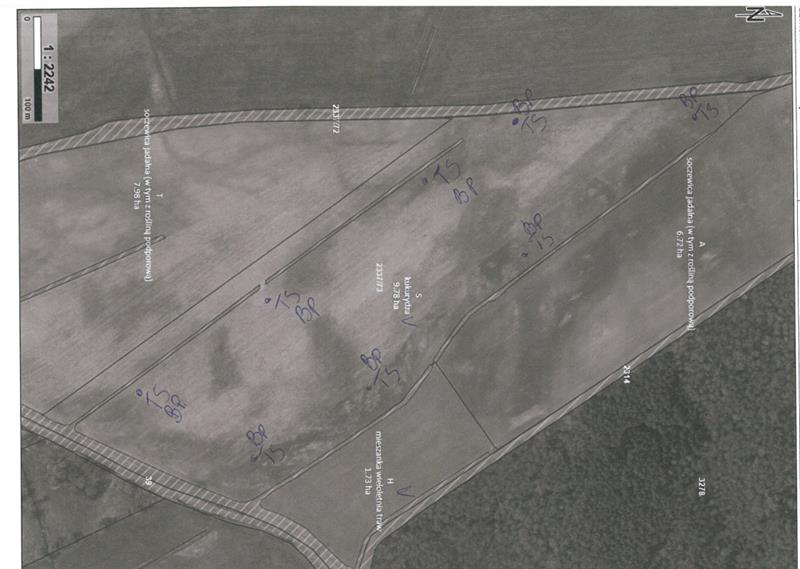 N
1 : 2242
0
100 m
2337/72
T
soczewica jadalna (w tym z rośliną podporową)
7.98 ha
A
soczewica jadalna (w tym z rośliną podporową)
6.72 ha
S
kukurydza
9.78 ha
V
2337/73
2314
3278
H
mieszanka wieloletnia traw
1.73 ha
V
39
BP
TS
BP
TS
TS
BP
BP
TS
TS
BP
BP
TS
TS
BP
BP
TS